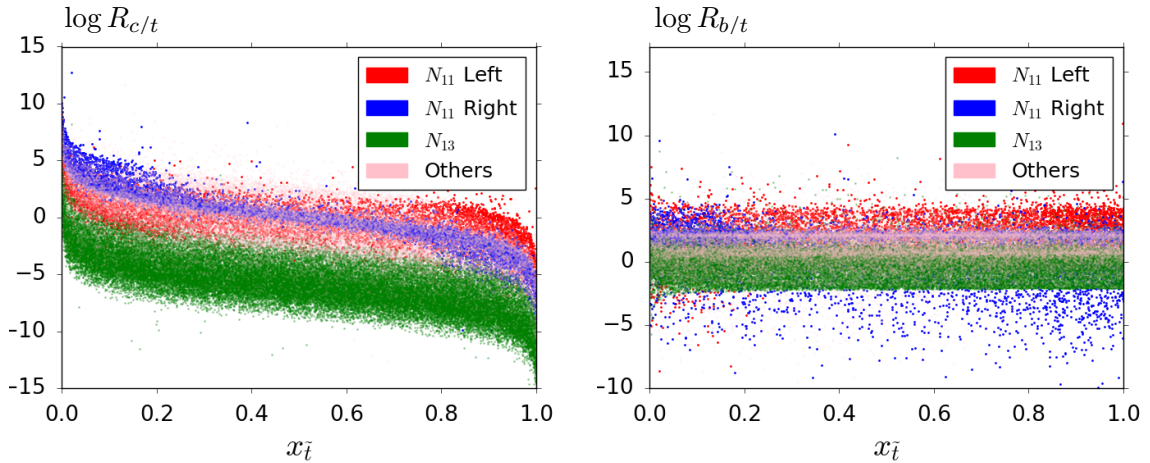 log R_{c/t}
15
10
5
0
–5
–10
–15
0.0 0.2 0.4 0.6 0.8 1.0
x_{\tilde{t}}
N_{11} Left
N_{11} Right
N_{13}
Others
log R_{b/t}
15
10
5
0
–5
–10
0.0 0.2 0.4 0.6 0.8 1.0
x_{\tilde{t}}
N_{11} Left
N_{11} Right
N_{13}
Others